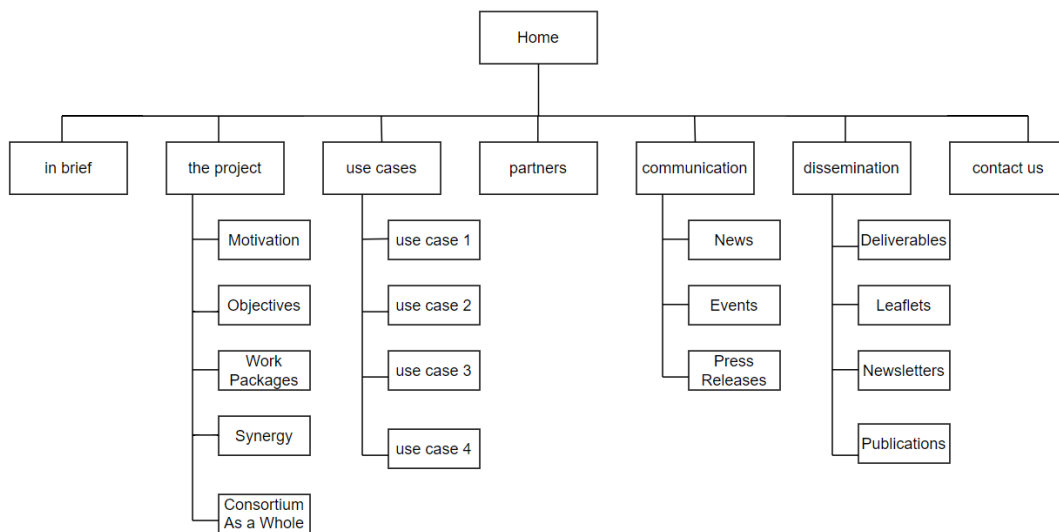 Home
in brief
the project
use cases
partners
communication
dissemination
contact us
Motivation
Objectives
Work
Packages
Synergy
Consortium
As a Whole
use case 1
use case 2
use case 3
use case 4
News
Events
Press
Releases
Deliverables
Leaflets
Newsletters
Publications